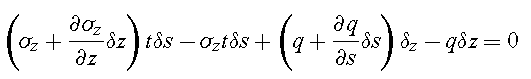 (σ_z + ∂σ_z/∂z δz) tδs − σ_z tδs + (q + ∂q/∂s δs) δ_z − qδz = 0